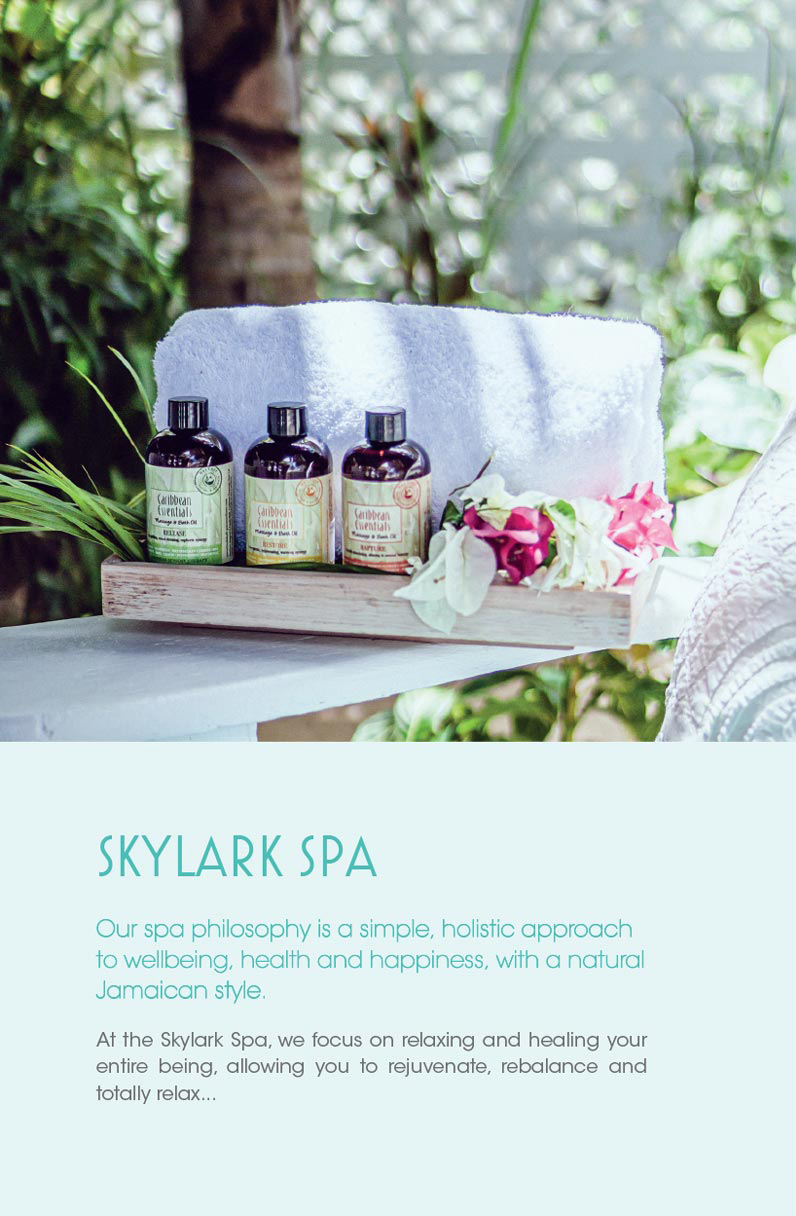 Caribbean
Essentials
Massage & Bath Oil
RELEASE
Caribbean
Essentials
Massage & Bath Oil
RESTORE
Caribbean
Essentials
Massage & Bath Oil
RAPTURE
SKYLARK SPA
Our spa philosophy is a simple, holistic approach
to wellbeing, health and happiness, with a natural
Jamaican style.
At the Skylark Spa, we focus on relaxing and healing your
entire being, allowing you to rejuvenate, rebalance and
totally relax...